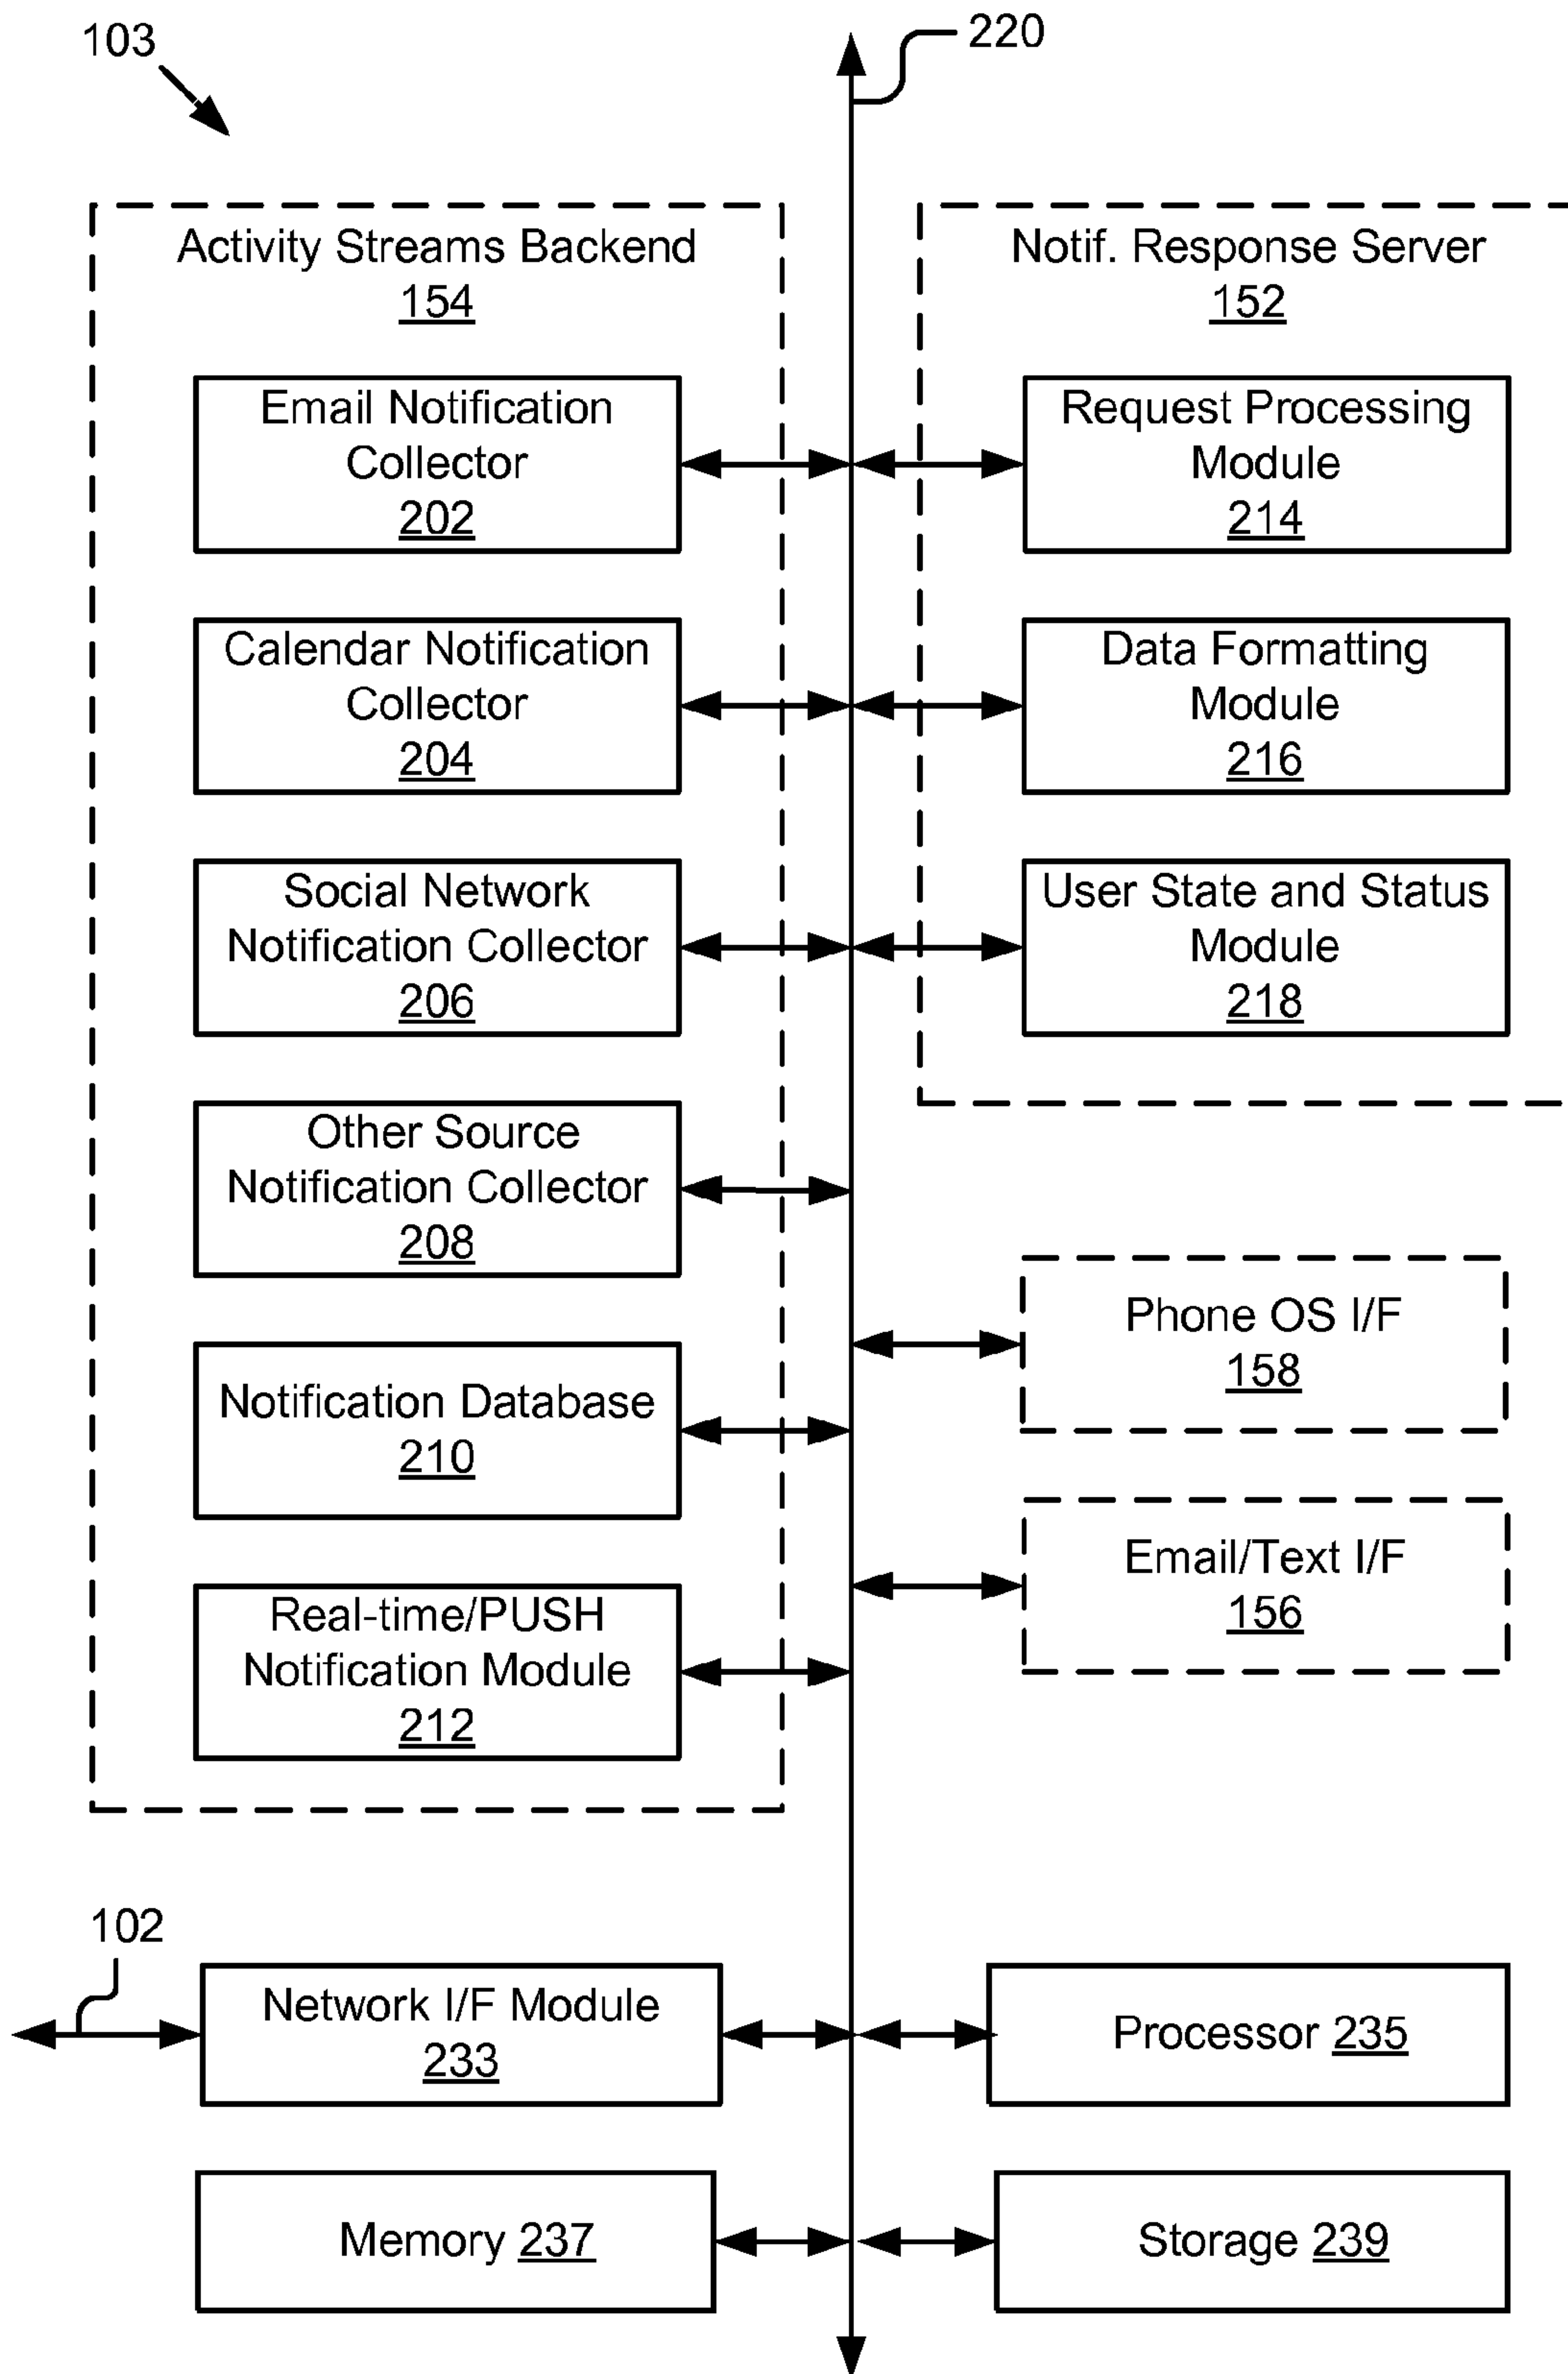 103
220
Activity Streams Backend
154
Email Notification
Collector
202
Calendar Notification
Collector
204
Social Network
Notification Collector
206
Other Source
Notification Collector
208
Notification Database
210
Real-time/PUSH
Notification Module
212
Notif. Response Server
152
Request Processing
Module
214
Data Formatting
Module
216
User State and Status
Module
218
Phone OS I/F
158
Email/Text I/F
156
102
Network I/F Module
233
Processor 235
Memory 237
Storage 239